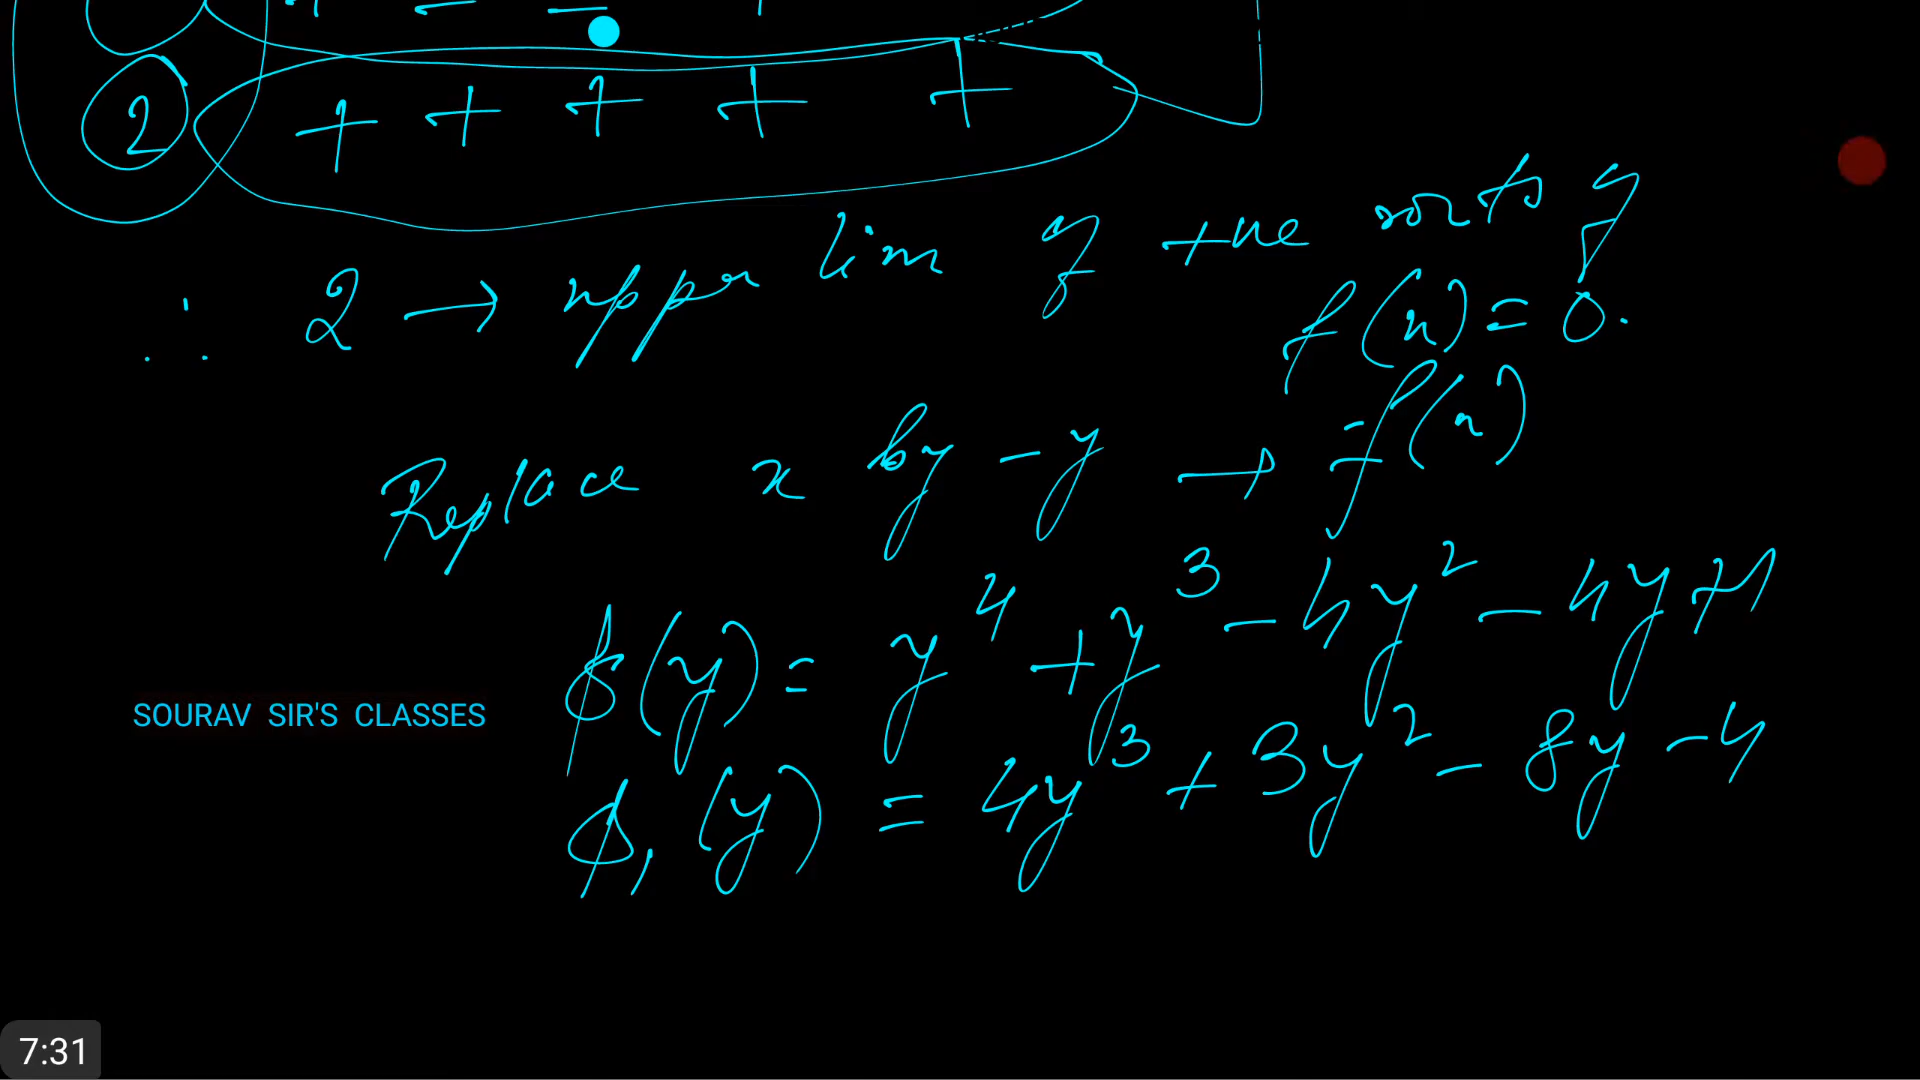 2 + + + + +
∴ 2 → upper lim of +ve roots of
f(x) = 0.
Replace x by -y → f(x)
φ(y) = y⁴ + y³ - 4y² - 4y + 1
SOURAV SIR'S CLASSES
φ₁(y) = 4y³ + 3y² - 8y - 4
7:31